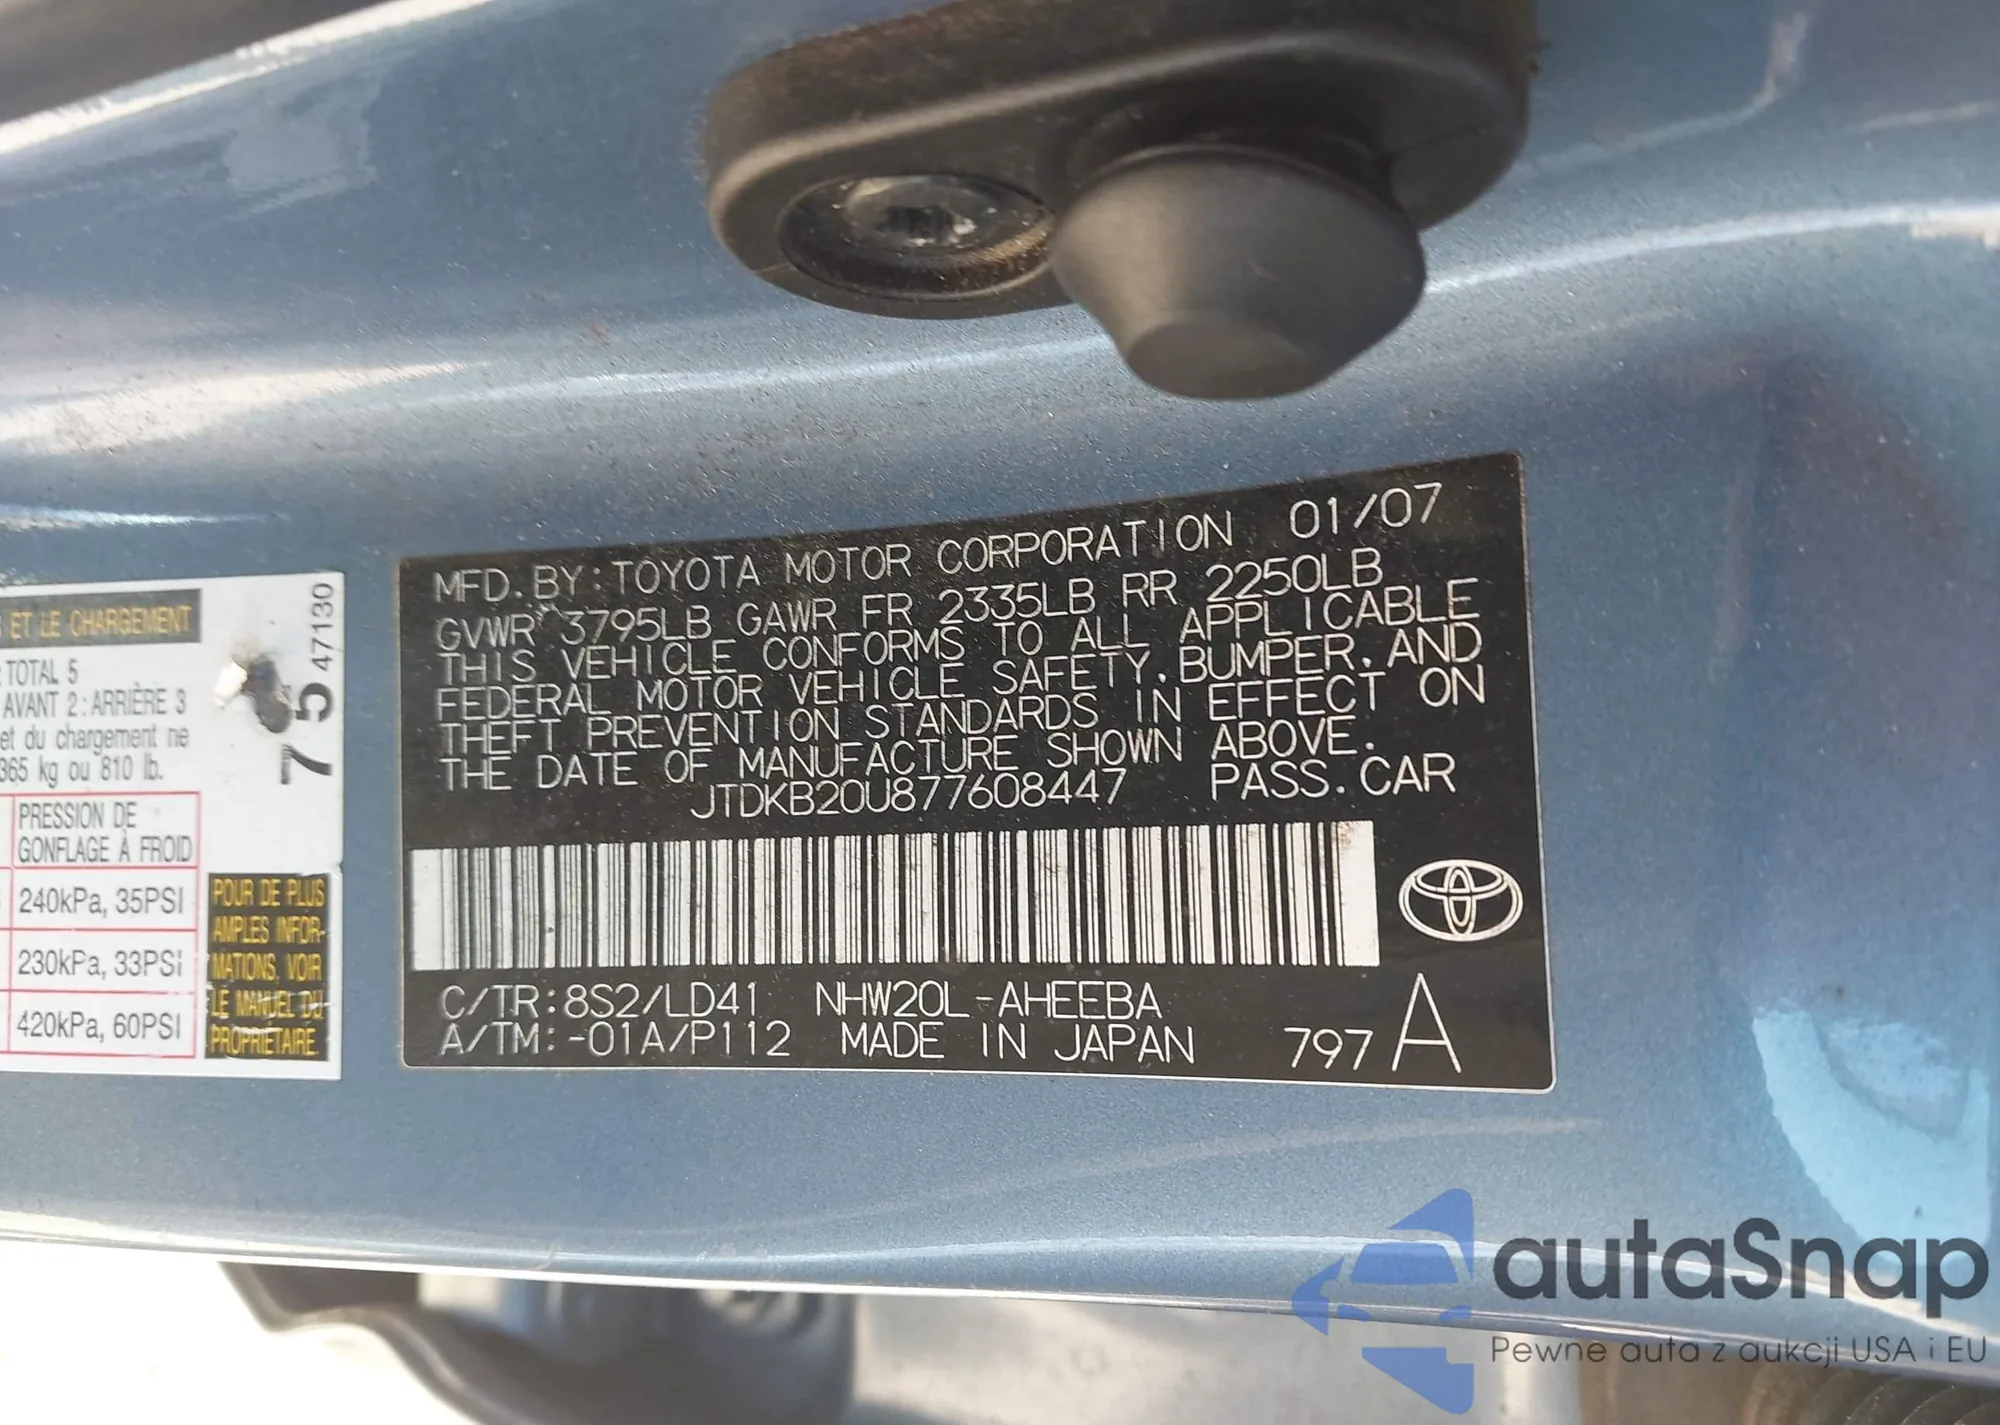 ET LE CHARGEMENT
TOTAL 5
AVANT 2 : ARRIÈRE 3
et du chargement ne
365 kg ou 810 lb.
75 47130
PRESSION DE
GONFLAGE À FROID
240kPa, 35PSI
230kPa, 33PSI
420kPa, 60PSI
POUR DE PLUS
AMPLES INFOR-
MATIONS, VOIR
LE MANUEL DU
PROPRIÉTAIRE.
MFD. BY: TOYOTA MOTOR CORPORATION 01/07
GVWR 3795LB GAWR FR 2335LB RR 2250LB
THIS VEHICLE CONFORMS TO ALL APPLICABLE
FEDERAL MOTOR VEHICLE SAFETY, BUMPER, AND
THEFT PREVENTION STANDARDS IN EFFECT ON
THE DATE OF MANUFACTURE SHOWN ABOVE.
JTDKB20U877608447 PASS. CAR
C/TR: 8S2/LD41 NHW20L-AHEEBA
A/TM: -01A/P112 MADE IN JAPAN 797 A
autaSnap
Pewne auta z aukcji USA i EU